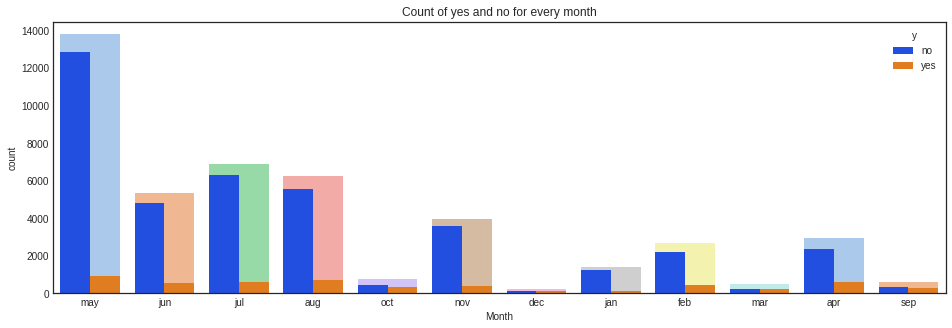 Count of yes and no for every month
14000
12000
10000
8000
6000
4000
2000
0
count
y
no
yes
may jun jul aug oct nov dec jan feb mar apr sep
Month